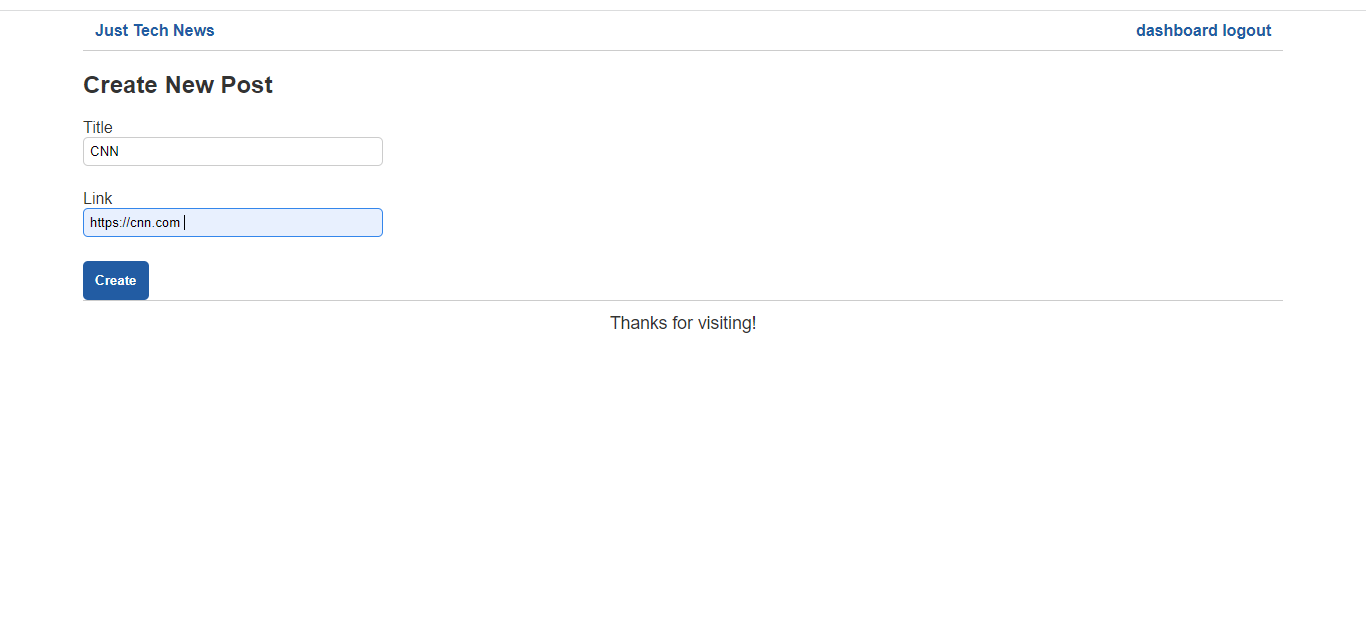 Just Tech News dashboard logout
Create New Post
Title
CNN
Link
https://cnn.com
Create
Thanks for visiting!